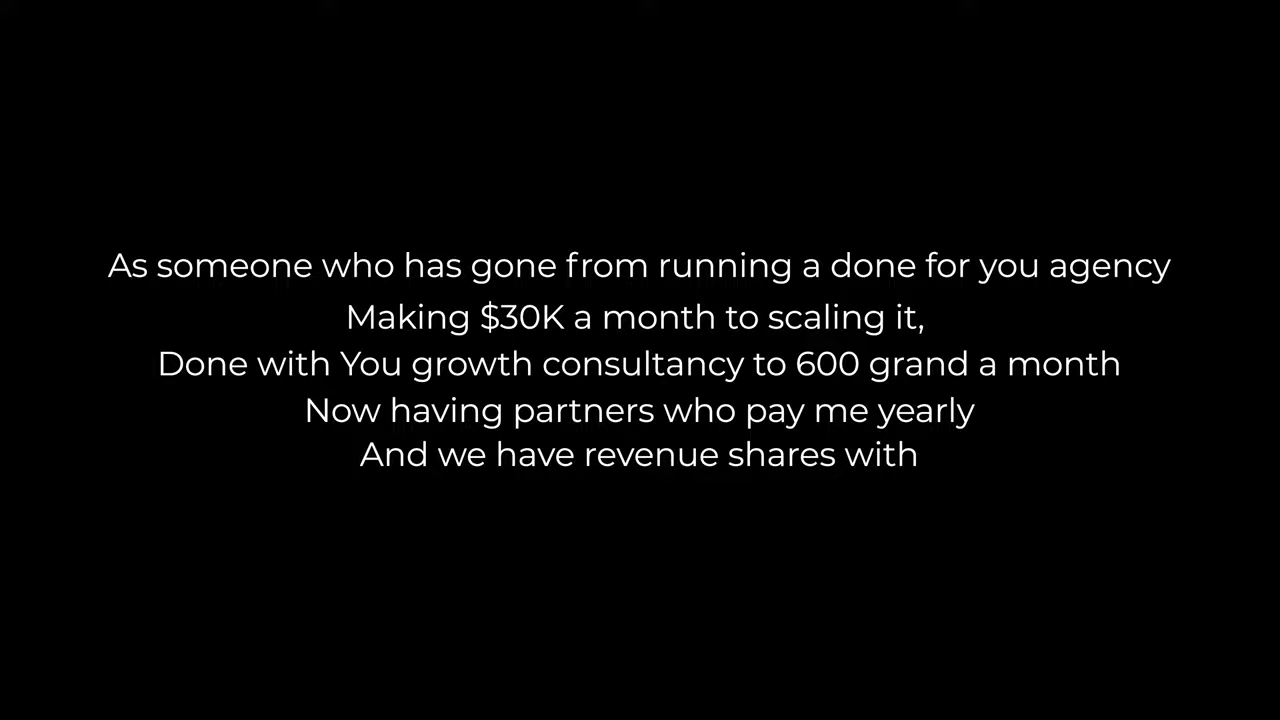 As someone who has gone from running a done for you agency
Making $30K a month to scaling it,
Done with You growth consultancy to 600 grand a month
Now having partners who pay me yearly
And we have revenue shares with